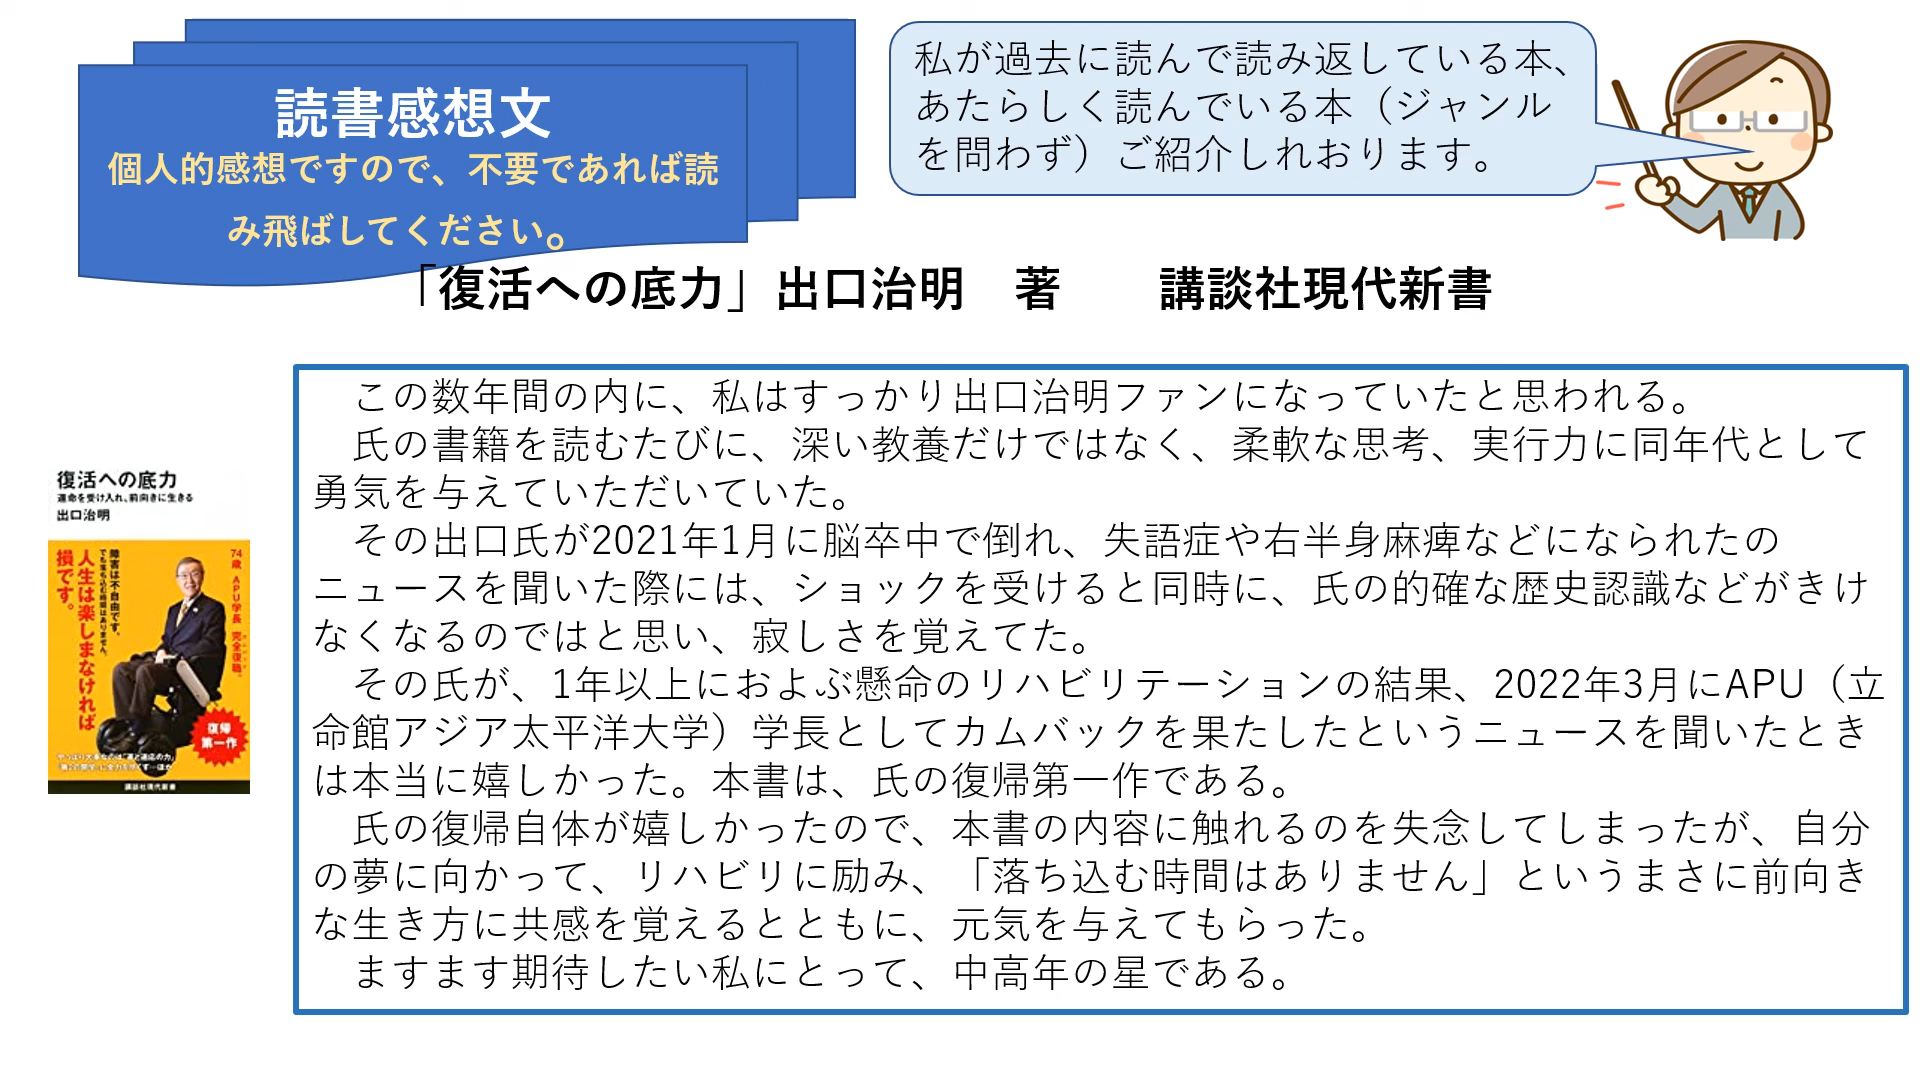 読書感想文
個人的感想ですので、不要であれば読
み飛ばしてください。
私が過去に読んで読み返している本、
あたらしく読んでいる本（ジャンル
を問わず）ご紹介しれおります。
「復活への底力」出口治明　著　　講談社現代新書
復活への底力
運命を受け入れ、前向きに生きる
出口治明
74歳　APU学長　完全復職。
障害は不自由です。
でも落ち込む時間はありません。
人生は楽しまなければ
損です。
復帰
第一作
講談社現代新書
　この数年間の内に、私はすっかり出口治明ファンになっていたと思われる。
　氏の書籍を読むたびに、深い教養だけではなく、柔軟な思考、実行力に同年代として
勇気を与えていただいていた。
　その出口氏が2021年1月に脳卒中で倒れ、失語症や右半身麻痺などになられたの
ニュースを聞いた際には、ショックを受けると同時に、氏の的確な歴史認識などがきけ
なくなるのではと思い、寂しさを覚えてた。
　その氏が、1年以上におよぶ懸命のリハビリテーションの結果、2022年3月にAPU（立
命館アジア太平洋大学）学長としてカムバックを果たしたというニュースを聞いたとき
は本当に嬉しかった。本書は、氏の復帰第一作である。
　氏の復帰自体が嬉しかったので、本書の内容に触れるのを失念してしまったが、自分
の夢に向かって、リハビリに励み、「落ち込む時間はありません」というまさに前向き
な生き方に共感を覚えるとともに、元気を与えてもらった。
　ますます期待したい私にとって、中高年の星である。